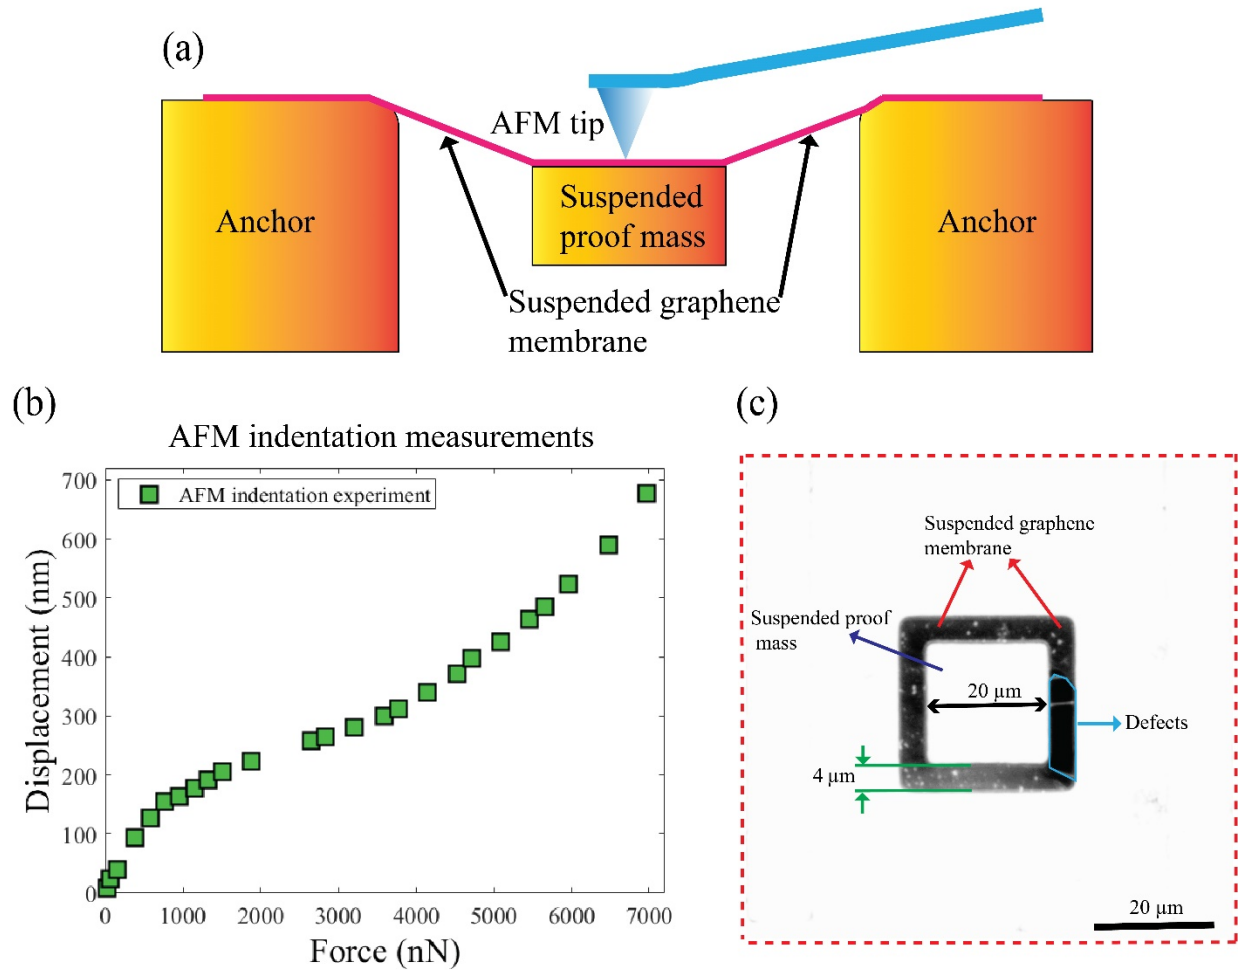 (a)
AFM tip
Anchor
Suspended
proof mass
Anchor
Suspended graphene
membrane
(b)
AFM indentation measurements
AFM indentation experiment
Displacement (nm)
700
600
500
400
300
200
100
0
0 1000 2000 3000 4000 5000 6000 7000
Force (nN)
(c)
Suspended graphene
membrane
Suspended proof
mass
20 μm
Defects
4 μm
20 μm